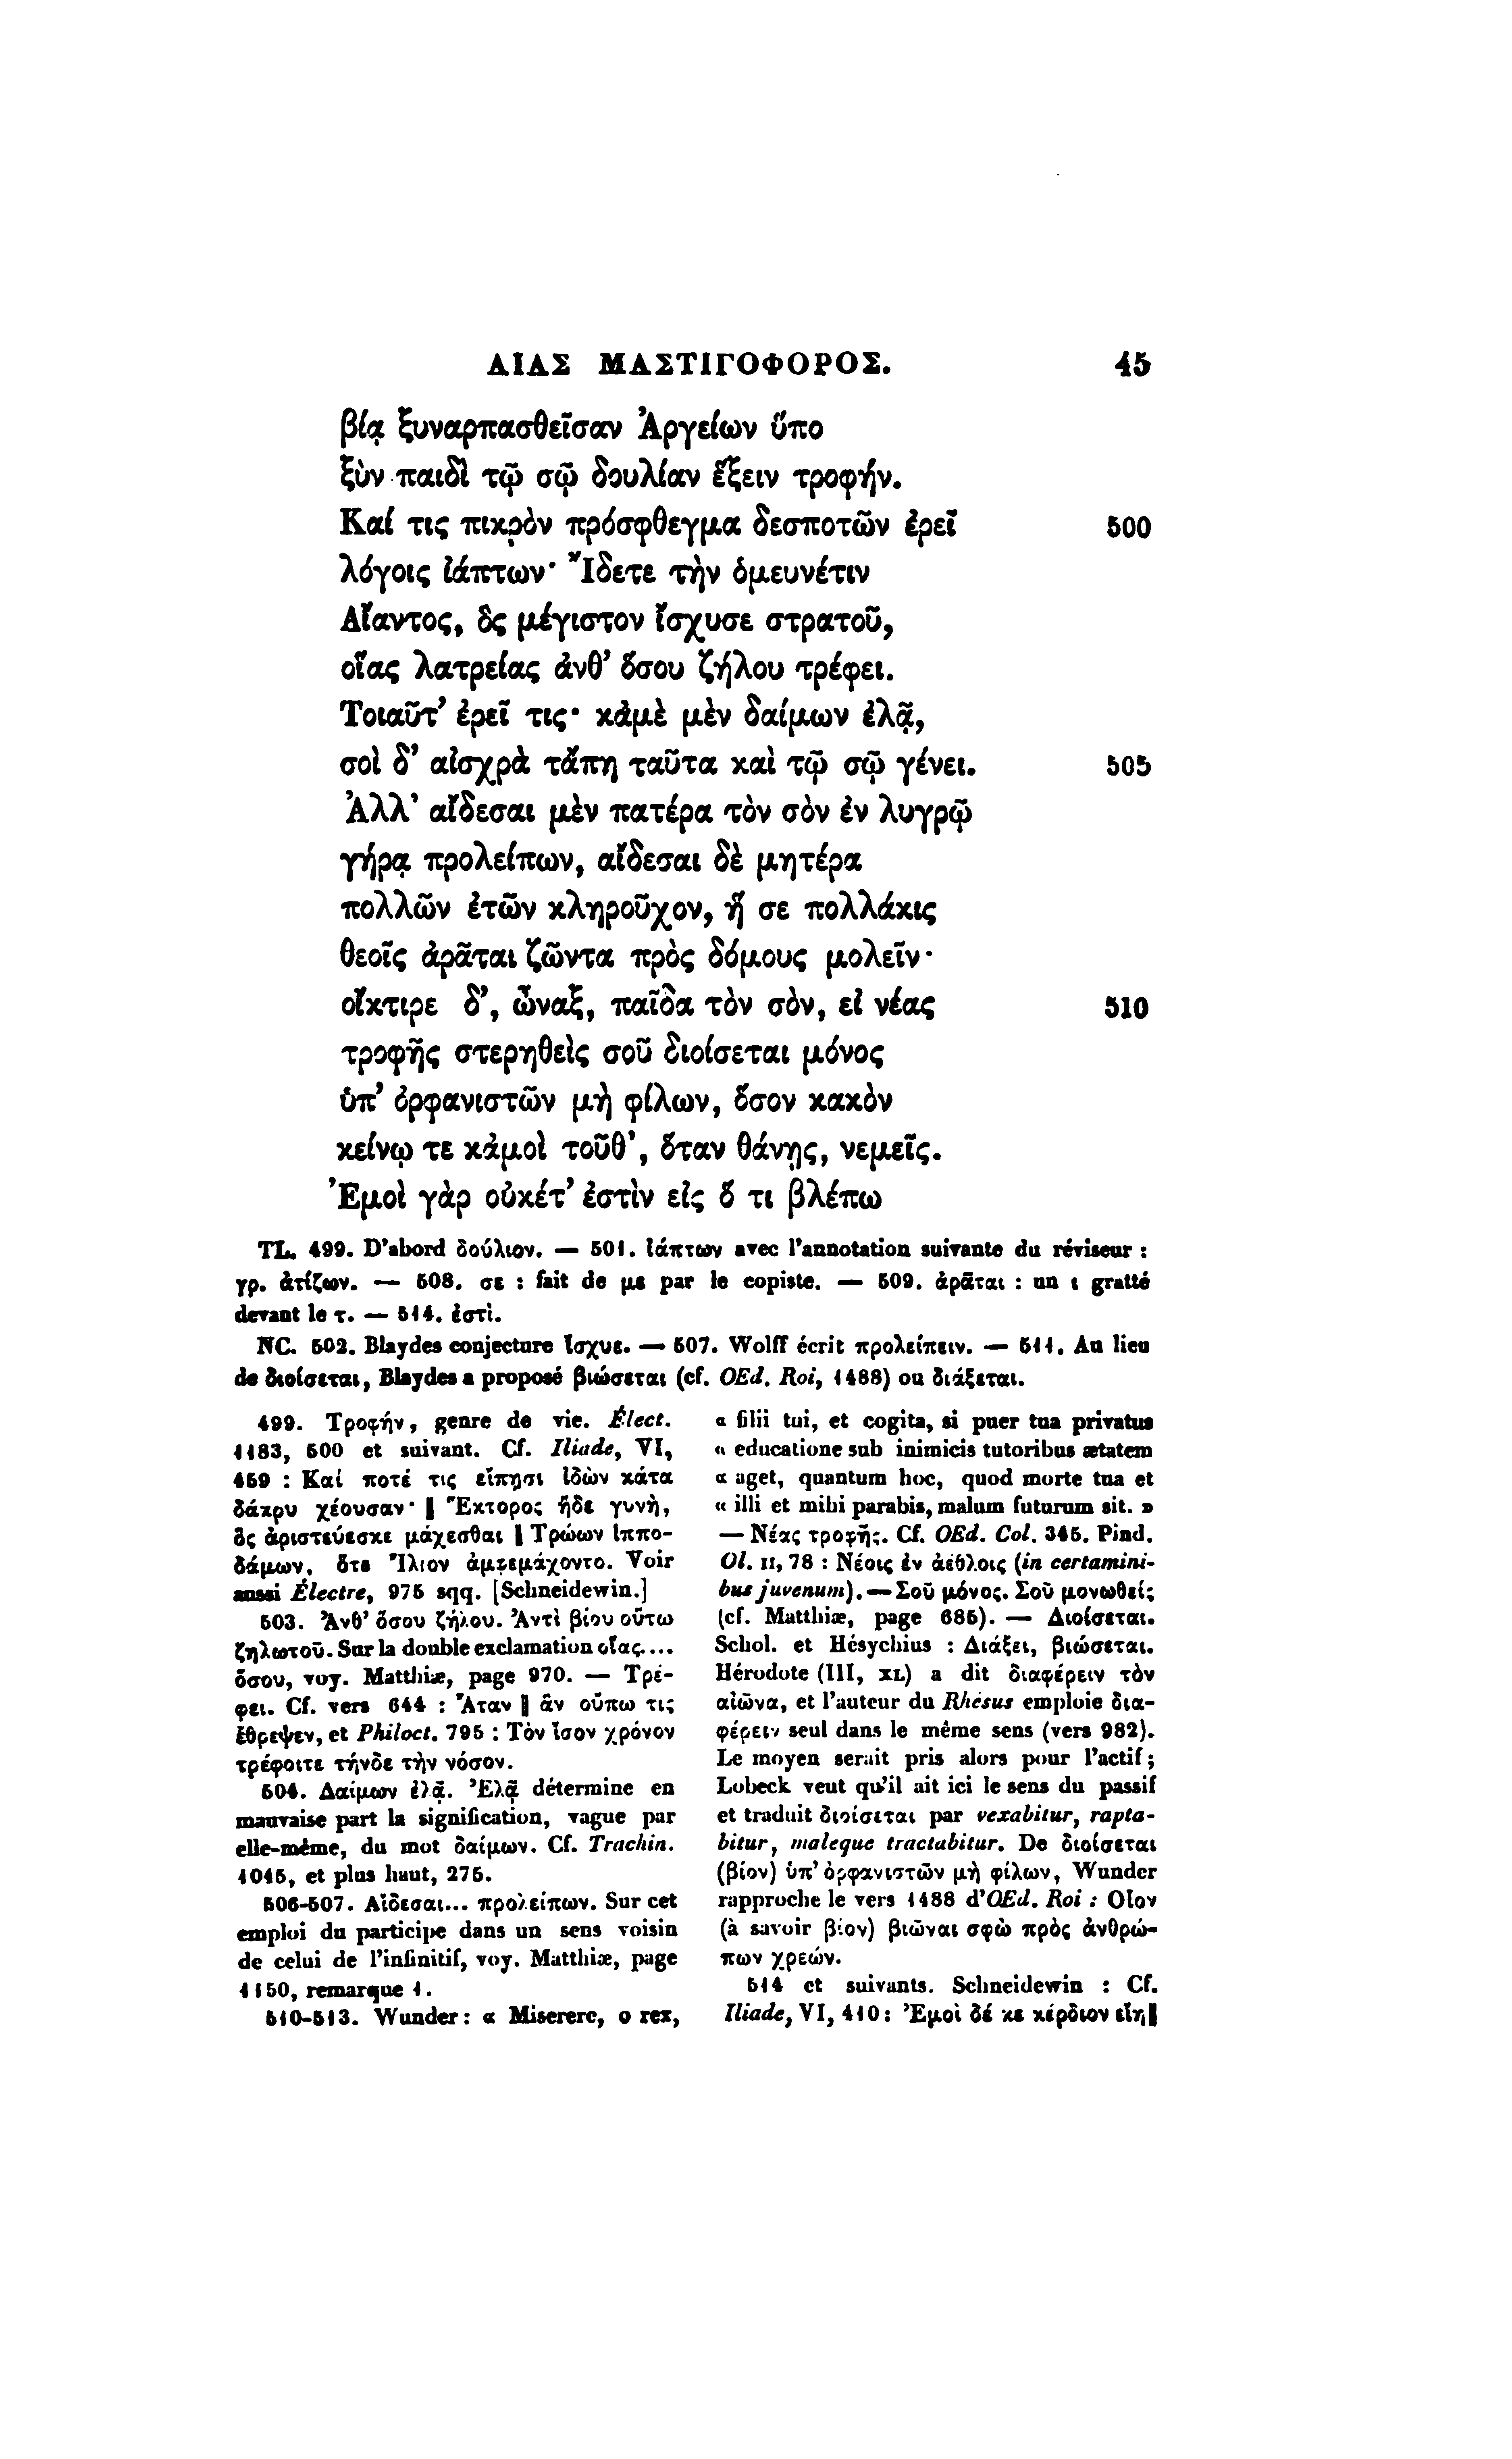 ΑΙΑΣ ΜΑΣΤΙΓΟΦΟΡΟΣ. 45
βίᾳ ξυναρπασθεῖσαν Ἀργείων ὕπο
ξὺν παιδὶ τῷ σῷ δουλίαν ἕξειν τροφήν.
Καί τις πικρὸν πρόσφθεγμα δεσποτῶν ἐρεῖ 500
λόγοις ἰάπτων· Ἴδετε τὴν ὁμευνέτιν
Αἴαντος, ὃς μέγιστον ἴσχυσε στρατοῦ,
οἵας λατρείας ἀνθ’ ὅσου ζήλου τρέφει.
Τοιαῦτ’ ἐρεῖ τις· κἀμὲ μὲν δαίμων ἐλᾷ,
σοὶ δ’ αἰσχρὰ τἄπη ταῦτα καὶ τῷ σῷ γένει. 505
Ἀλλ’ αἴδεσαι μὲν πατέρα τὸν σὸν ἐν λυγρῷ
γήρᾳ προλείπων, αἴδεσαι δὲ μητέρα
πολλῶν ἐτῶν κληροῦχον, ἥ σε πολλάκις
θεοῖς ἀρᾶται ζῶντα πρὸς δόμους μολεῖν·
οἴκτιρε δ’, ὦναξ, παῖδα τὸν σὸν, εἰ νέας 510
τροφῆς στερηθεὶς σοῦ διοίσεται μόνος
ὑπ’ ὀρφανιστῶν μὴ φίλων, ὅσον κακὸν
κείνῳ τε κἀμοὶ τοῦθ’, ὅταν θάνῃς, νεμεῖς.
Ἐμοὶ γὰρ οὐκέτ’ ἐστὶν εἰς ὅ τι βλέπω
TL. 499. D’abord δούλιον. — 501. ἰάπτων avec l’annotation suivante du réviseur :
γρ. ἀτίζων. — 508. σε : fait de με par le copiste. — 509. ἀρᾶται : un ι gratté
devant le τ. — 514. ἐστὶ.
NC. 502. Blaydes conjecture ἴσχυε. — 507. Wolff écrit προλείπειν. — 511. Au lieu
de διοίσεται, Blaydes a proposé βιώσεται (cf. OEd. Roi, 1488) ou διάξεται.
499. Τροφήν, genre de vie. Élect.
1183, 500 et suivant. Cf. Iliade, VI,
459 : Καί ποτέ τις εἴπῃσι ἰδὼν κάτα
δάκρυ χέουσαν· | Ἕκτορος ἥδε γυνὴ,
ὃς ἀριστεύεσκε μάχεσθαι | Τρώων ἱππο-
δάμων, ὅτε Ἴλιον ἀμφεμάχοντο. Voir
aussi Électre, 975 sqq. [Schneidewin.]
503. Ἀνθ’ ὅσου ζήλου. Ἀντὶ βίου οὕτω
ζηλωτοῦ. Sur la double exclamation οἵας....
ὅσου, voy. Matthiæ, page 970. — Τρέ-
φει. Cf. vers 644 : Ἄταν | ἃν οὔπω τις
ἔθρεψεν, et Philoct. 795 : Τὸν ἴσον χρόνον
τρέφοιτε τήνδε τὴν νόσον.
504. Δαίμων ἐλᾷ. Ἐλᾷ détermine en
mauvaise part la signification, vague par
elle-même, du mot δαίμων. Cf. Trachin.
1045, et plus haut, 275.
506-507. Αἴδεσαι... προλείπων. Sur cet
emploi du participe dans un sens voisin
de celui de l’infinitif, voy. Matthiæ, page
1150, remarque 1.
510-513. Wunder : « Miserere, o rex,
« filii tui, et cogita, si puer tua privatus
« educatione sub inimicis tutoribus ætatem
« aget, quantum hoc, quod morte tua et
« illi et mihi parabis, malum futurum sit. »
— Νέας τροφῆς. Cf. OEd. Col. 345. Pind.
Ol. II, 78 : Νέοις ἐν ἀέθλοις (in certamini-
bus juvenum). — Σοῦ μόνος. Σοῦ μονωθείς
(cf. Matthiæ, page 685). — Διοίσεται.
Schol. et Hésychius : Διάξει, βιώσεται.
Hérodote (III, XL) a dit διαφέρειν τὸν
αἰῶνα, et l’auteur du Rhésus emploie δια-
φέρειν seul dans le même sens (vers 982).
Le moyen serait pris alors pour l’actif ;
Lobeck veut qu’il ait ici le sens du passif
et traduit διοίσεται par vexabitur, rapta-
bitur, maleque tractabitur. De διοίσεται
(βίον) ὑπ’ ὀρφανιστῶν μὴ φίλων, Wunder
rapproche le vers 1488 d’OEd. Roi : Οἷον
(à savoir βίον) βιῶναι σφὼ πρὸς ἀνθρώ-
πων χρεών.
514 et suivants. Schneidewin : Cf.
Iliade, VI, 410 : Ἐμοὶ δέ κε κέρδιον εἴη |